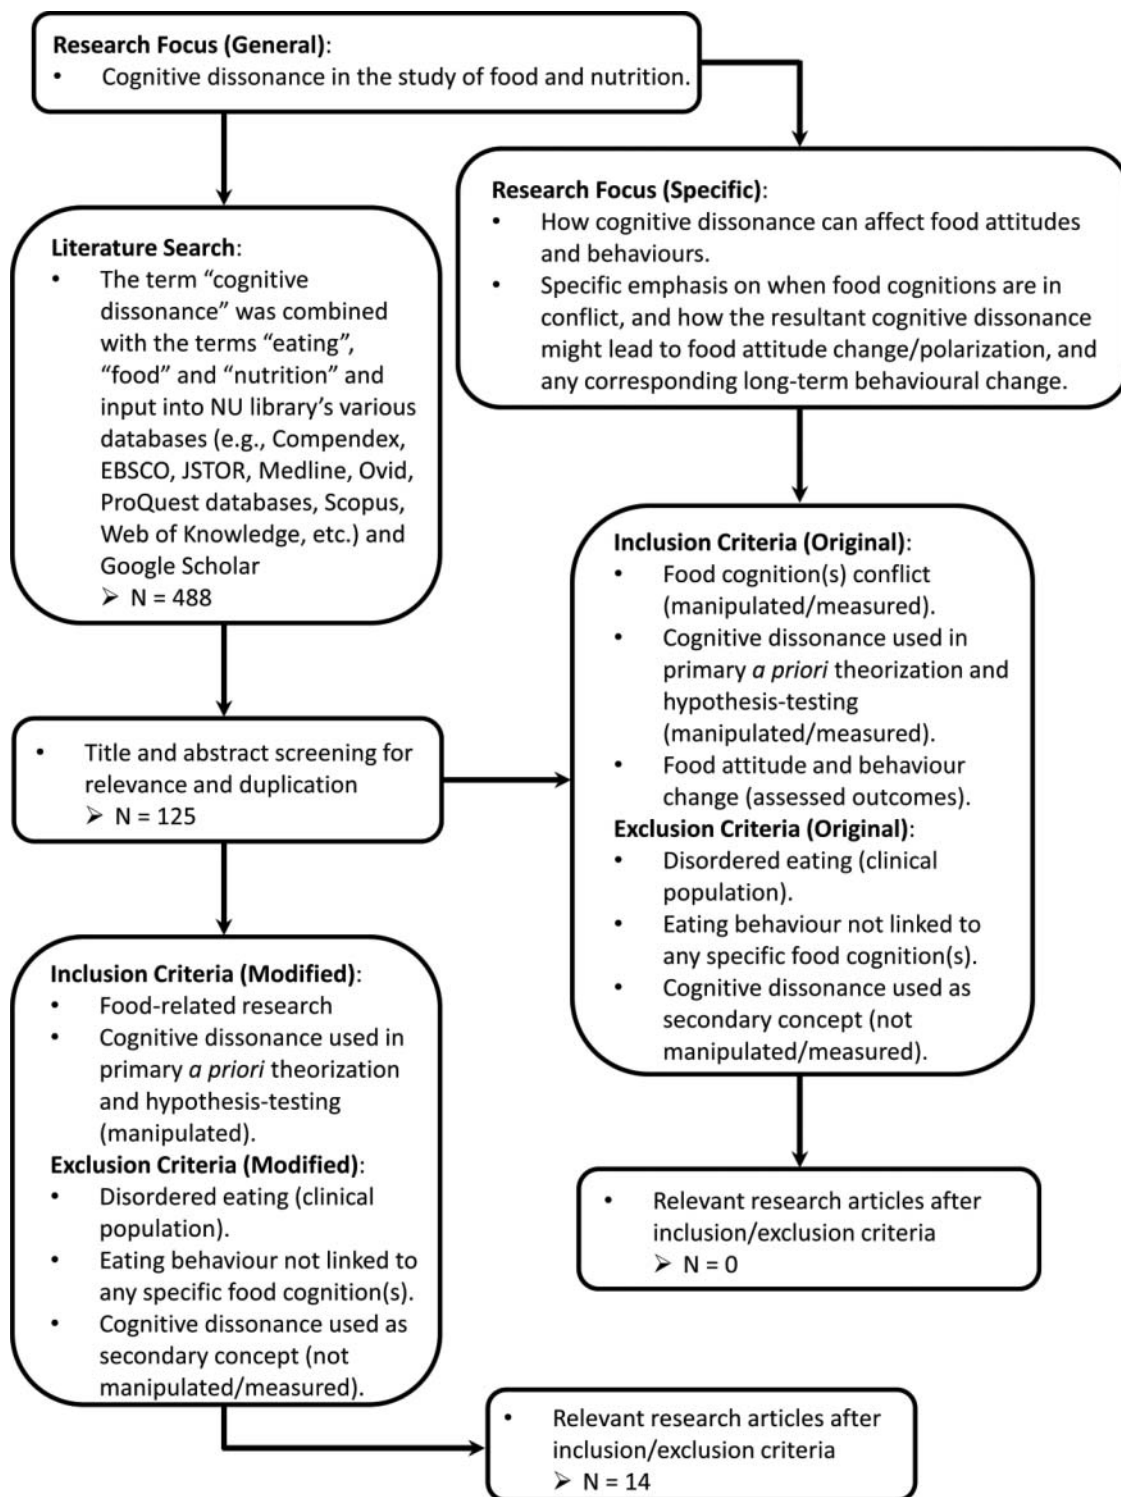 Research Focus (General):
• Cognitive dissonance in the study of food and nutrition.
Research Focus (Specific):
• How cognitive dissonance can affect food attitudes
and behaviours.
• Specific emphasis on when food cognitions are in
conflict, and how the resultant cognitive dissonance
might lead to food attitude change/polarization, and
any corresponding long-term behavioural change.
Literature Search:
• The term “cognitive
dissonance” was combined
with the terms “eating”,
“food” and “nutrition” and
input into NU library’s various
databases (e.g., Compendex,
EBSCO, JSTOR, Medline, Ovid,
ProQuest databases, Scopus,
Web of Knowledge, etc.) and
Google Scholar
➢ N = 488
• Title and abstract screening for
relevance and duplication
➢ N = 125
Inclusion Criteria (Original):
• Food cognition(s) conflict
(manipulated/measured).
• Cognitive dissonance used in
primary a priori theorization and
hypothesis-testing
(manipulated/measured).
• Food attitude and behaviour
change (assessed outcomes).
Exclusion Criteria (Original):
• Disordered eating (clinical
population).
• Eating behaviour not linked to
any specific food cognition(s).
• Cognitive dissonance used as
secondary concept (not
manipulated/measured).
• Relevant research articles after
inclusion/exclusion criteria
➢ N = 0
Inclusion Criteria (Modified):
• Food-related research
• Cognitive dissonance used in
primary a priori theorization
and hypothesis-testing
(manipulated).
Exclusion Criteria (Modified):
• Disordered eating (clinical
population).
• Eating behaviour not linked to
any specific food cognition(s).
• Cognitive dissonance used as
secondary concept (not
manipulated/measured).
• Relevant research articles after
inclusion/exclusion criteria
➢ N = 14